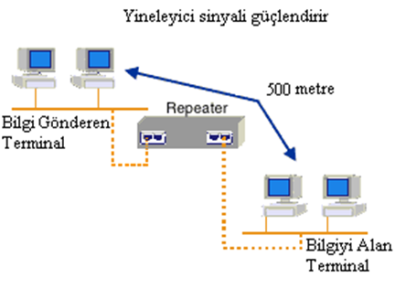 Yineleyici sinyali güçlendirir
500 metre
Repeater
Bilgi Gönderen
Terminal
Bilgiyi Alan
Terminal